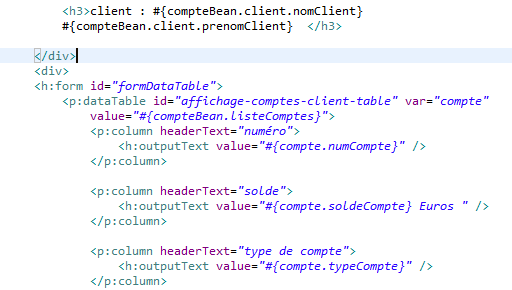 <h3>client : #{compteBean.client.nomClient}
#{compteBean.client.prenomClient}  </h3>
</div>
<div>
<h:form id="formDataTable">
<p:dataTable id="affichage-comptes-client-table" var="compte"
value="#{compteBean.listeComptes}">
<p:column headerText="numéro">
<h:outputText value="#{compte.numCompte}" />
</p:column>
<p:column headerText="solde">
<h:outputText value="#{compte.soldeCompte} Euros " />
</p:column>
<p:column headerText="type de compte">
<h:outputText value="#{compte.typeCompte}" />
</p:column>